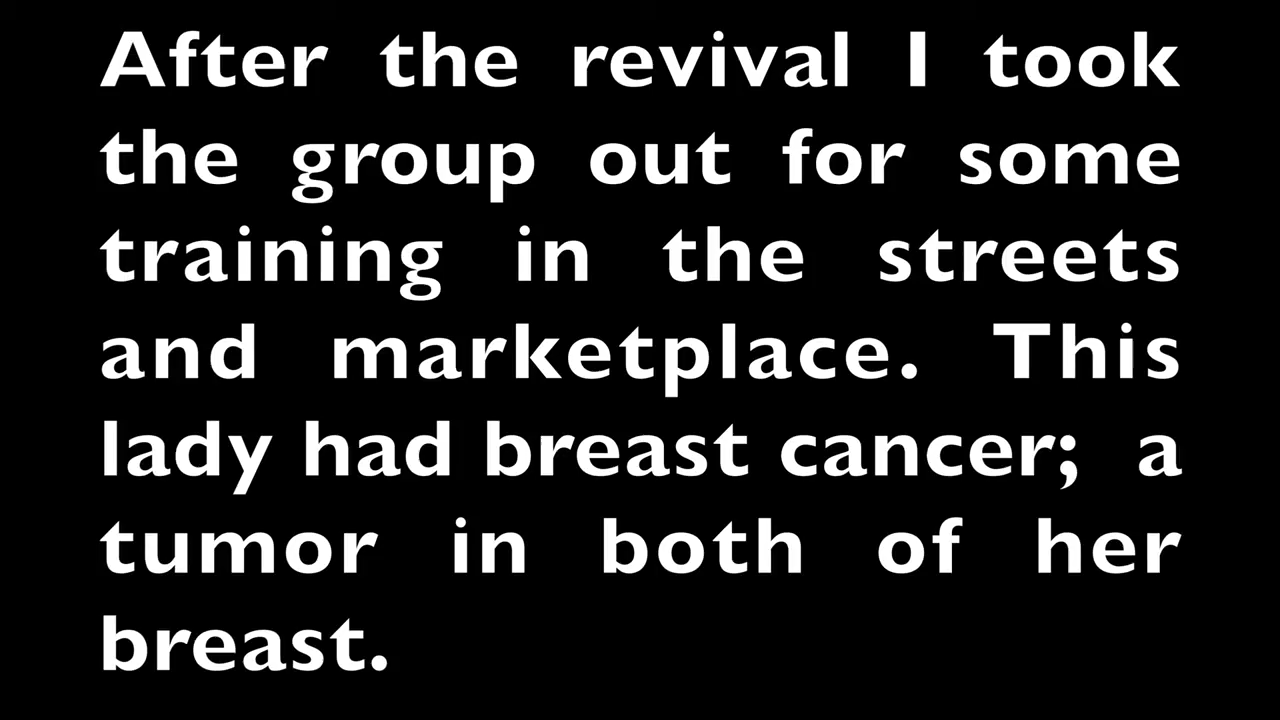 After the revival I took
the group out for some
training in the streets
and marketplace. This
lady had breast cancer;  a
tumor in both of her
breast.